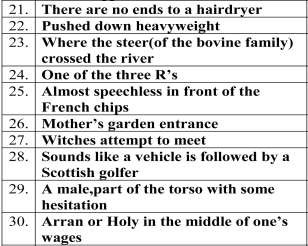 21. There are no ends to a hairdryer
22. Pushed down heavyweight
23. Where the steer(of the bovine family)
crossed the river
24. One of the three R's
25. Almost speechless in front of the
French chips
26. Mother's garden entrance
27. Witches attempt to meet
28. Sounds like a vehicle is followed by a
Scottish golfer
29. A male,part of the torso with some
hesitation
30. Arran or Holy in the middle of one's
wages